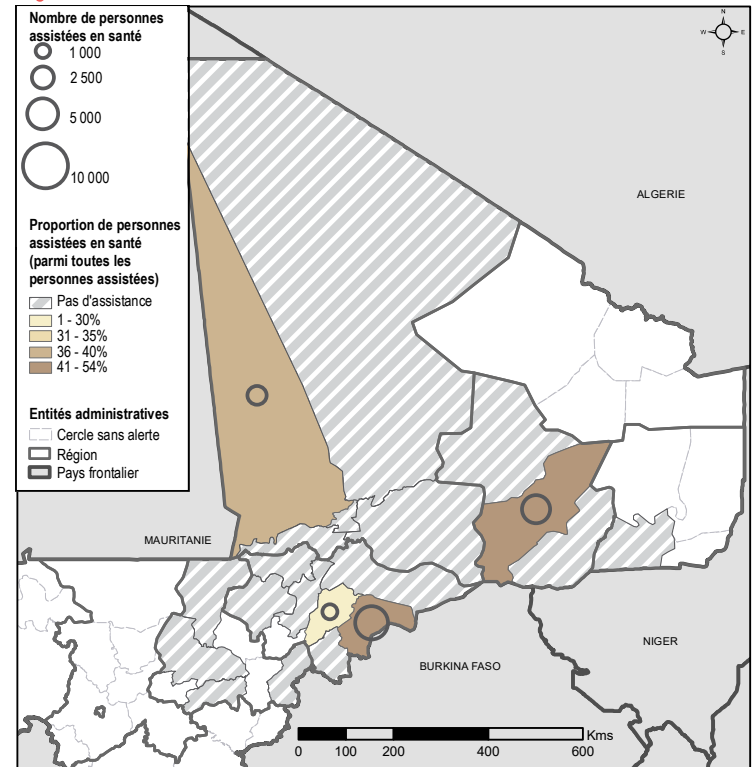 Nombre de personnes
assistées en santé
1 000
2 500
5 000
10 000
Proportion de personnes
assistées en santé
(parmi toutes les
personnes assistées)
Pas d'assistance
1 - 30%
31 - 35%
36 - 40%
41 - 54%
Entités administratives
Cercle sans alerte
Région
Pays frontalier
N
W
E
S
ALGERIE
MAURITANIE
BURKINA FASO
NIGER
Kms
0 100 200 400 600